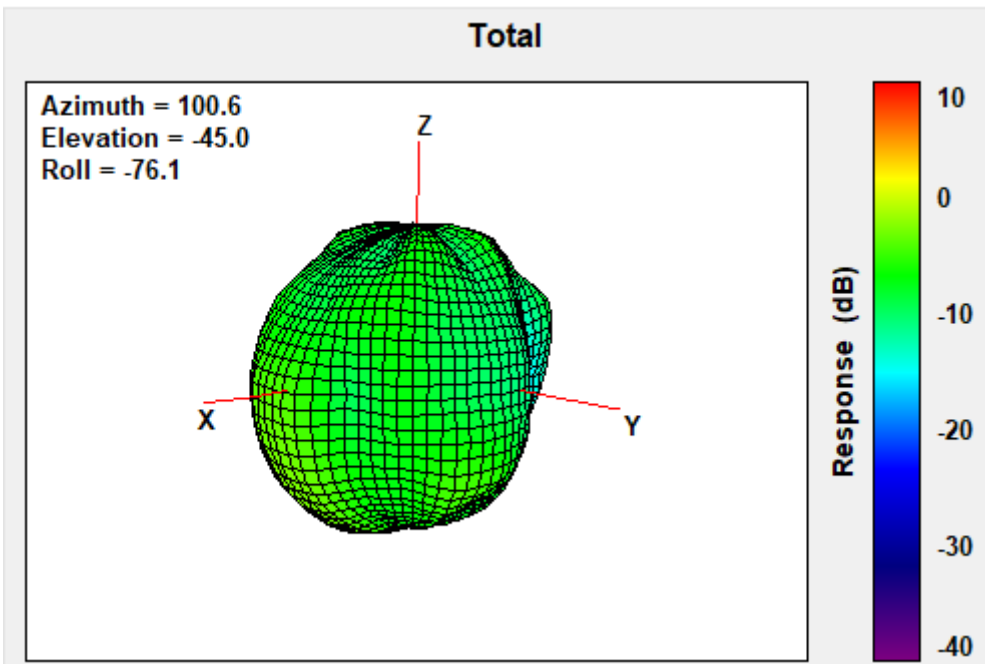 Total
Azimuth = 100.6
Elevation = -45.0
Roll = -76.1
Z
X
Y
10
0
-10
-20
-30
-40
Response (dB)